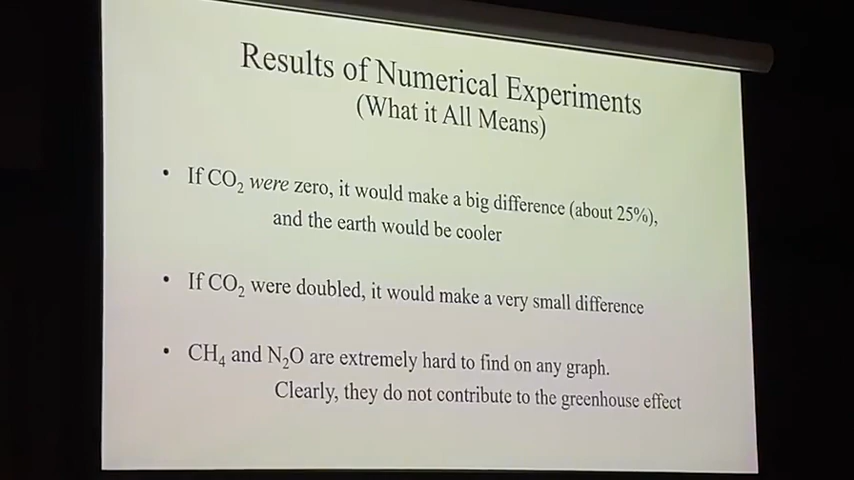 Results of Numerical Experiments
(What it All Means)
• If CO₂ were zero, it would make a big difference (about 25%),
and the earth would be cooler
• If CO₂ were doubled, it would make a very small difference
• CH₄ and N₂O are extremely hard to find on any graph.
Clearly, they do not contribute to the greenhouse effect